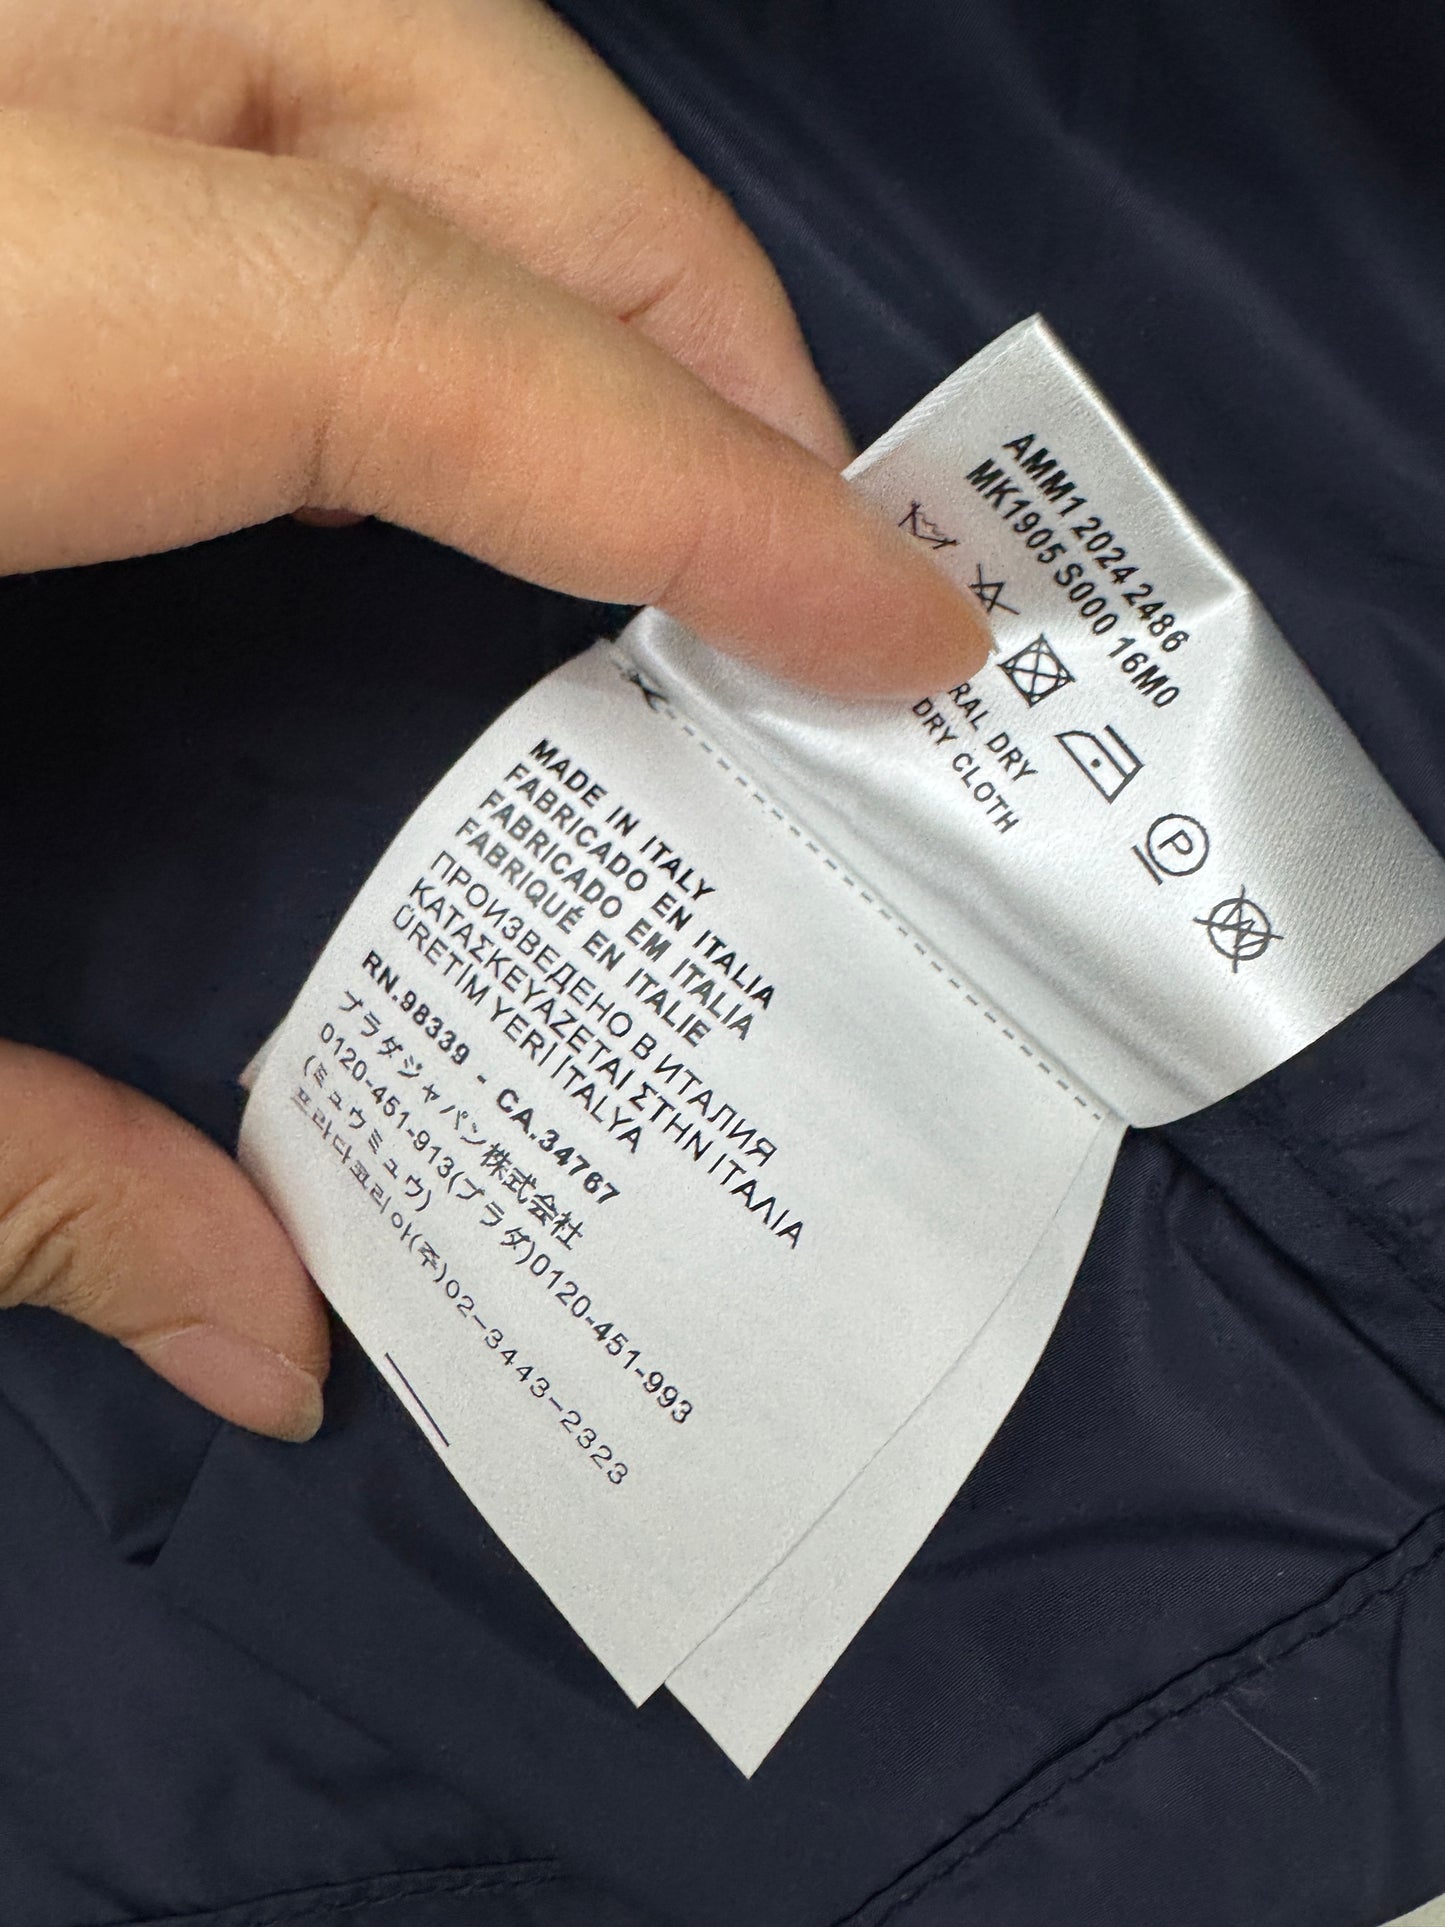 AMM1 2024 2486
MK1905 S000 16M0
P
DRY
DRY CLOTH
MADE IN ITALY
FABRICADO EN ITALIA
FABRICADO EM ITALIA
FABRIQUÉ EN ITALIE
ПРОИЗВЕДЕНО В ИТАЛИЯ
ΚΑΤΑΣΚΕΥΑΖΕΤΑΙ ΣΤΗΝ ΙΤΑΛΙΑ
ÜRETİM YERİ İTALYA
RN.98339 - CA.34767
プラダジャパン株式会社
0120-451-913(プラダ)0120-451-993
(ミュウミュウ)
프라다코리아(주)02-3443-2323